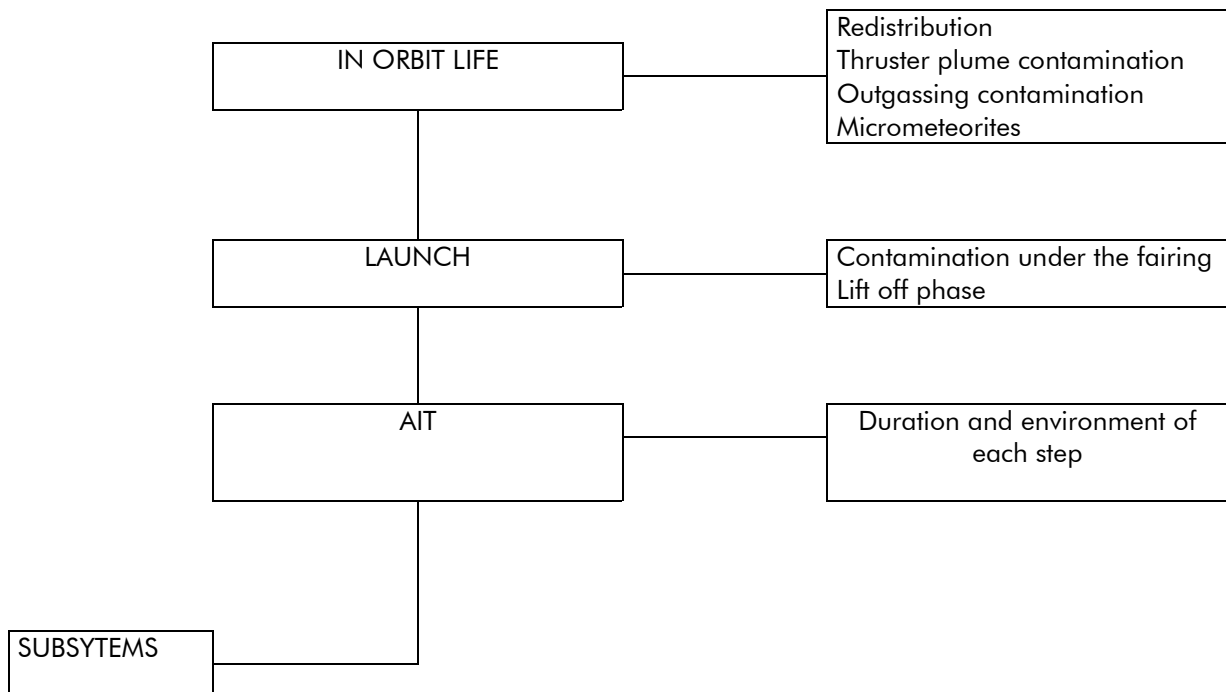 IN ORBIT LIFE
Redistribution
Thruster plume contamination
Outgassing contamination
Micrometeorites
LAUNCH
Contamination under the fairing
Lift off phase
AIT
Duration and environment of
each step
SUBSYTEMS